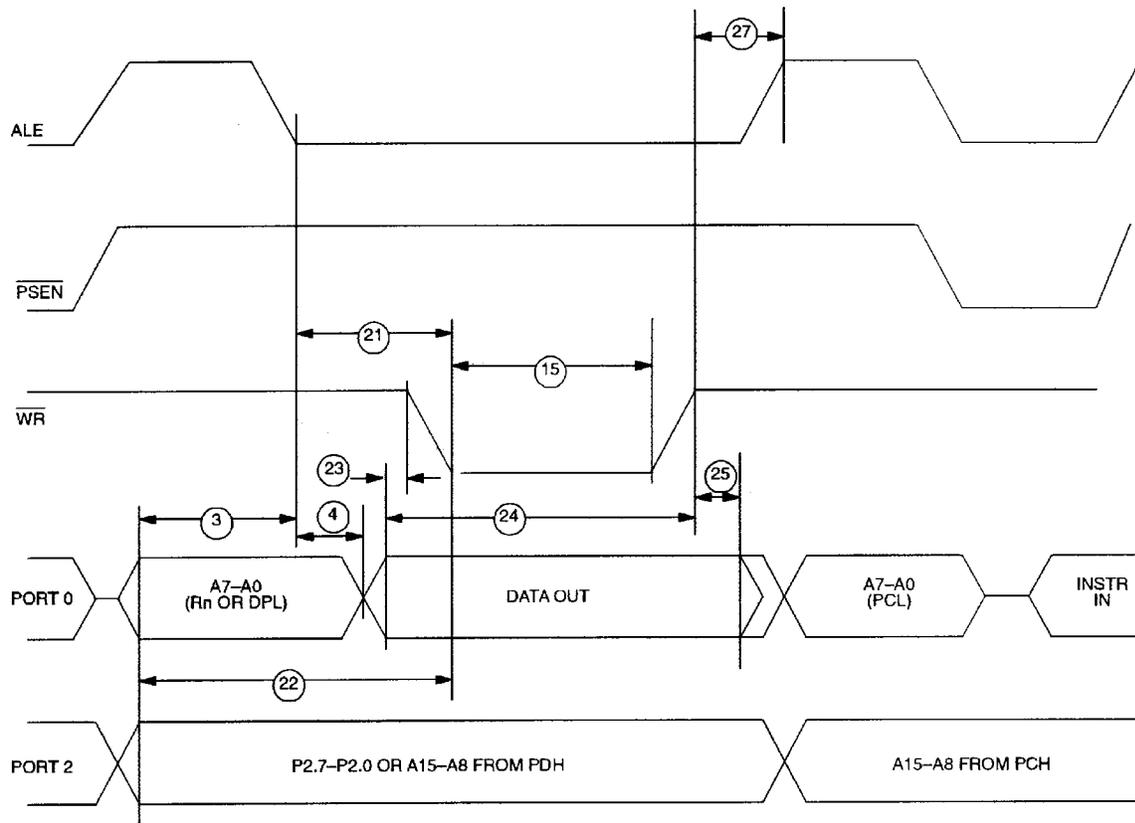 27
ALE
PSEN
21
15
WR
23
25
3
4
24
PORT 0
A7–A0
(Rn OR DPL)
DATA OUT
A7–A0
(PCL)
INSTR
IN
22
PORT 2
P2.7–P2.0 OR A15–A8 FROM PDH
A15–A8 FROM PCH